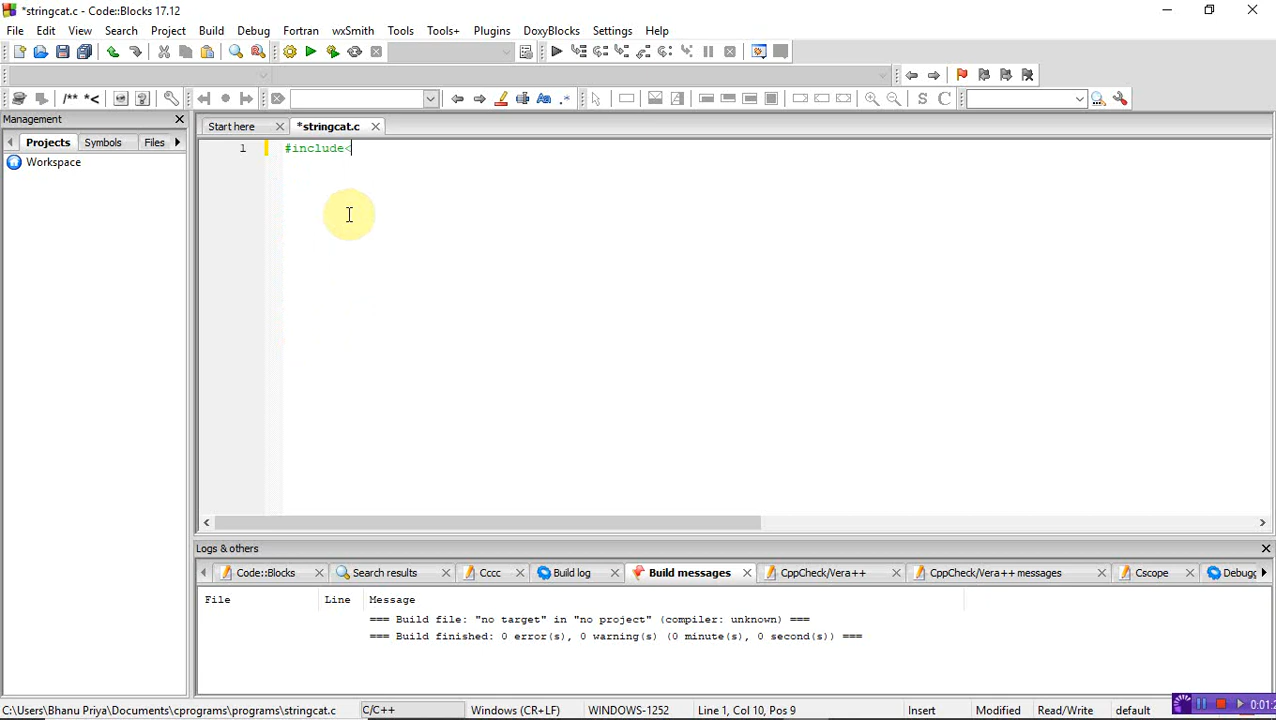 *stringcat.c - Code::Blocks 17.12
File Edit View Search Project Build Debug Fortran wxSmith Tools Tools+ Plugins DoxyBlocks Settings Help
/** *<
S C
Management
Projects Symbols Files
Workspace
Start here *stringcat.c
1 #include<
Logs & others
Code::Blocks Search results Cccc Build log Build messages CppCheck/Vera++ CppCheck/Vera++ messages Cscope
File Line Message
=== Build file: "no target" in "no project" (compiler: unknown) ===
=== Build finished: 0 error(s), 0 warning(s) (0 minute(s), 0 second(s)) ===
C:\Users\Bhanu Priya\Documents\cprograms\programs\stringcat.c C/C++ Windows (CR+LF) WINDOWS-1252 Line 1, Col 10, Pos 9 Insert Modified Read/Write default